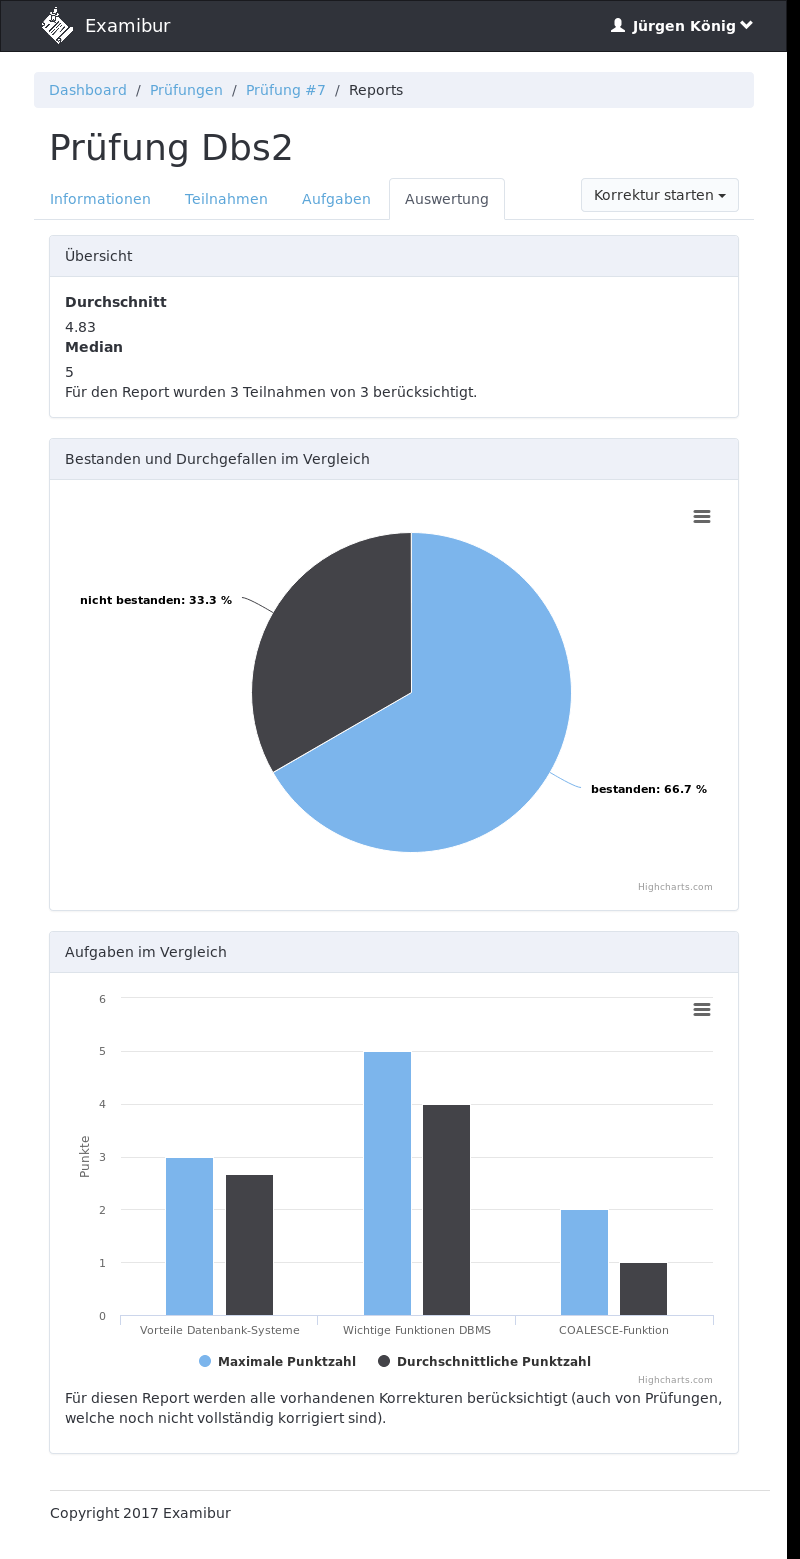 Examibur
Jürgen König
Dashboard / Prüfungen / Prüfung #7 / Reports
Prüfung Dbs2
Informationen Teilnahmen Aufgaben Auswertung Korrektur starten
Übersicht
Durchschnitt
4.83
Median
5
Für den Report wurden 3 Teilnahmen von 3 berücksichtigt.
Bestanden und Durchgefallen im Vergleich
nicht bestanden: 33.3 %
bestanden: 66.7 %
Highcharts.com
Aufgaben im Vergleich
Punkte
6
5
4
3
2
1
0
Vorteile Datenbank-Systeme Wichtige Funktionen DBMS COALESCE-Funktion
Maximale Punktzahl Durchschnittliche Punktzahl
Highcharts.com
Für diesen Report werden alle vorhandenen Korrekturen berücksichtigt (auch von Prüfungen,
welche noch nicht vollständig korrigiert sind).
Copyright 2017 Examibur